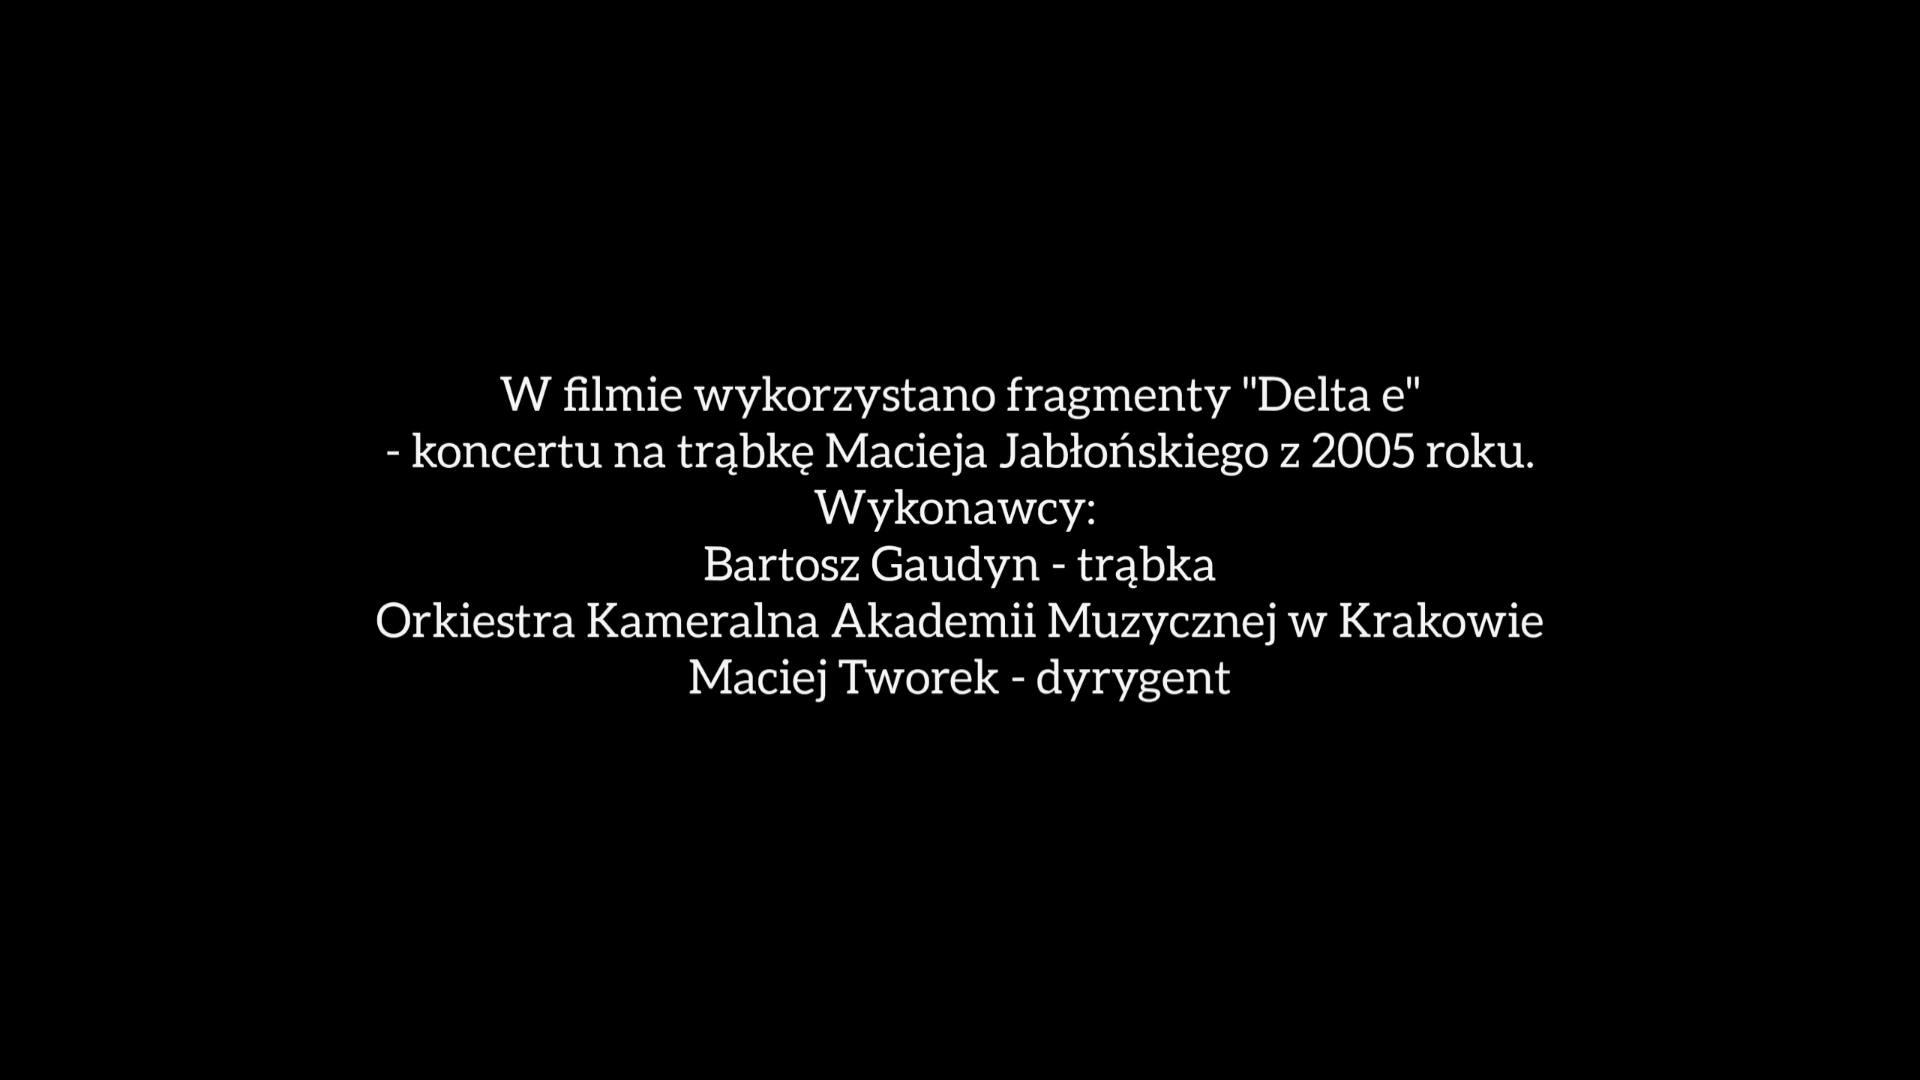 W filmie wykorzystano fragmenty "Delta e"
- koncertu na trąbkę Macieja Jabłońskiego z 2005 roku.
Wykonawcy:
Bartosz Gaudyn - trąbka
Orkiestra Kameralna Akademii Muzycznej w Krakowie
Maciej Tworek - dyrygent